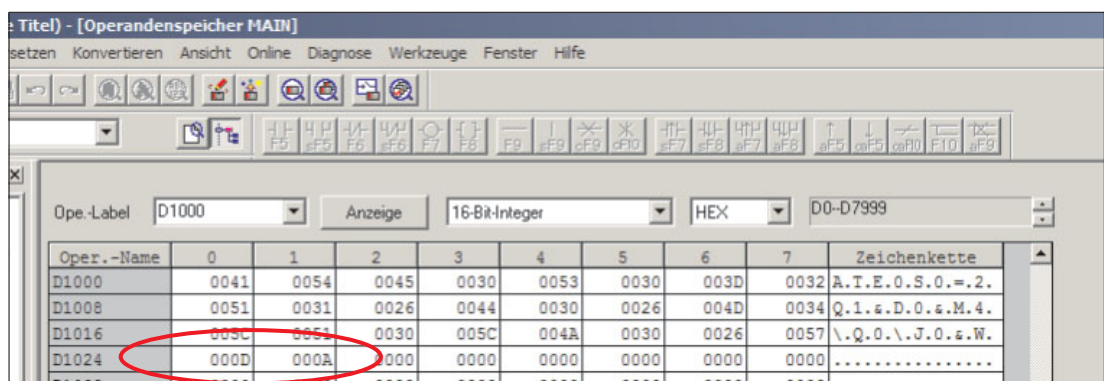 e Titel) - [Operandenspeicher MAIN]
setzen Konvertieren Ansicht Online Diagnose Werkzeuge Fenster Hilfe
F5 sF5 F6 sF6 F7 F8 F9 sF9 cF9 cF10 sF7 sF8 aF7 aF8 aF5 caF5 caF10 F10 aF9
Ope.-Label D1000 Anzeige 16-Bit-Integer HEX D0--D7999
Oper.-Name 0 1 2 3 4 5 6 7 Zeichenkette
D1000 0041 0054 0045 0030 0053 0030 003D 0032 A.T.E.0.S.0.=.2.
D1008 0051 0031 0026 0044 0030 0026 004D 0034 Q.1.&.D.0.&.M.4.
D1016 005C 0051 0030 005C 004A 0030 0026 0057 \.Q.0.\.J.0.&.W.
D1024 000D 000A 0000 0000 0000 0000 0000 0000 ................